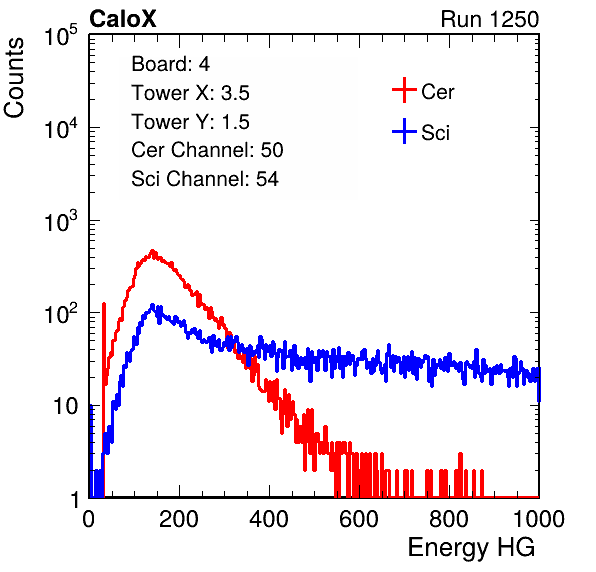 CaloX Run 1250
Counts
10^5
10^4
10^3
10^2
10
1
Board: 4
Tower X: 3.5
Tower Y: 1.5
Cer Channel: 50
Sci Channel: 54
Cer
Sci
0 200 400 600 800 1000
Energy HG